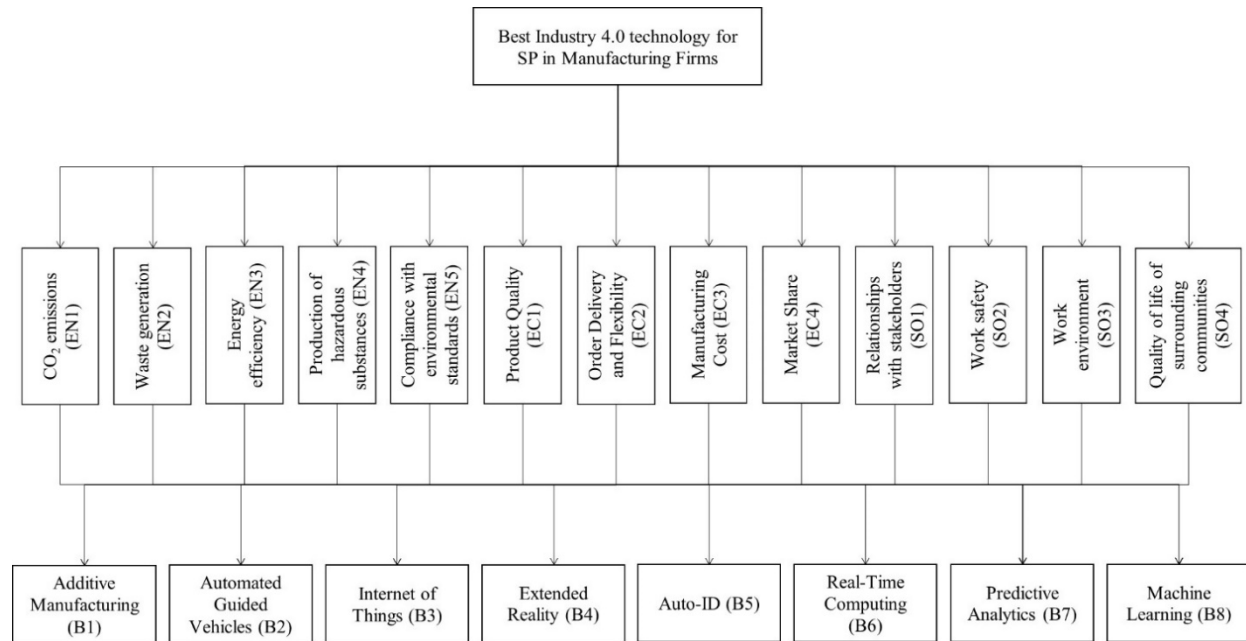 Best Industry 4.0 technology for
SP in Manufacturing Firms
CO₂ emissions
(EN1)
Waste generation
(EN2)
Energy
efficiency (EN3)
Production of
hazardous
substances (EN4)
Compliance with
environmental
standards (EN5)
Product Quality
(EC1)
Order Delivery
and Flexibility
(EC2)
Manufacturing
Cost (EC3)
Market Share
(EC4)
Relationships
with stakeholders
(SO1)
Work safety
(SO2)
Work
environment
(SO3)
Quality of life of
surrounding
communities
(SO4)
Additive
Manufacturing
(B1)
Automated
Guided
Vehicles (B2)
Internet of
Things (B3)
Extended
Reality (B4)
Auto-ID (B5)
Real-Time
Computing
(B6)
Predictive
Analytics (B7)
Machine
Learning (B8)